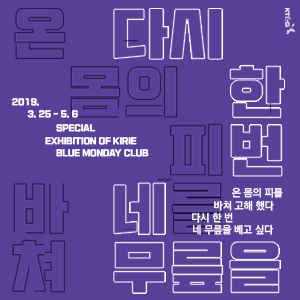 KT&G
온 다시
몸의 한
피 번
를
바 네
쳐 무릎을
2019.
3. 25 – 5. 6
SPECIAL
EXHIBITION OF KIRIE
BLUE MONDAY CLUB
온 몸의 피를
바쳐 고해 했다
다시 한 번
네 무릎을 베고 싶다